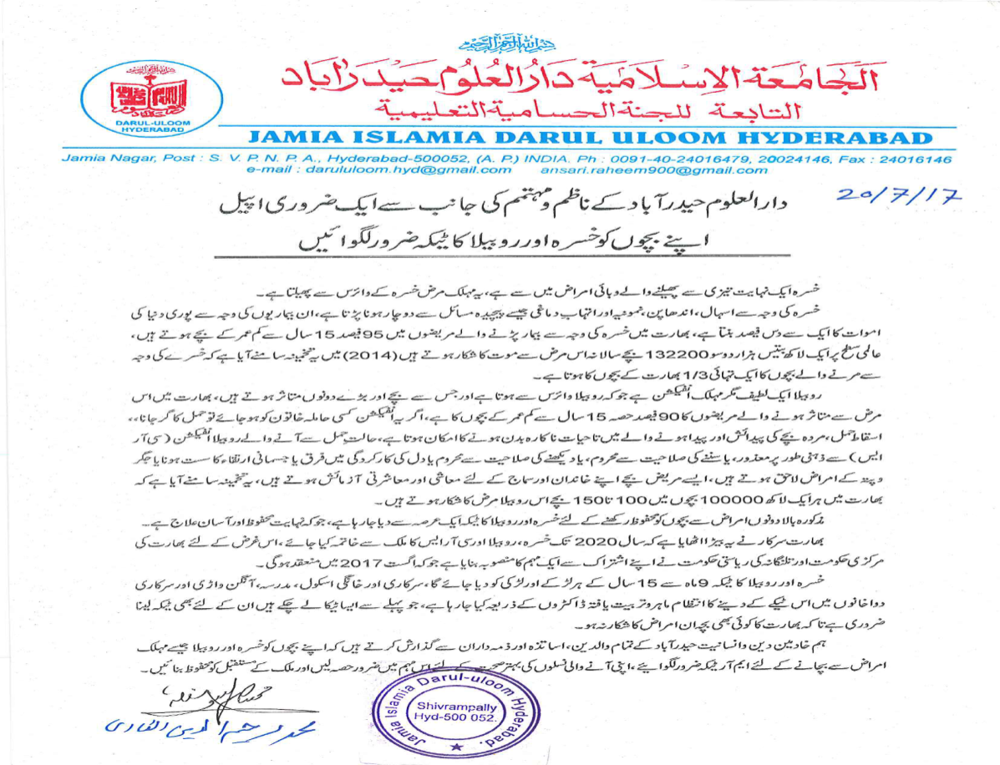 بسم اللہ الرحمن الرحیم
الجامعة الإسلامية دار العلوم حيدرآباد
التابعة للجنة الحسامية التعليمية
DARUL-ULOOM
HYDERABAD
JAMIA ISLAMIA DARUL ULOOM HYDERABAD
Jamia Nagar, Post : S. V. P. N. P. A., Hyderabad-500052, (A. P.) INDIA. Ph : 0091-40-24016479, 20024146, Fax : 24016146
e-mail : darululoom.hyd@gmail.com ansari.raheem900@gmail.com
20/7/17
دارالعلوم حیدرآباد کے ناظم و مہتمم کی جانب سے ایک ضروری اپیل
اپنے بچوں کو خسرہ اور روبیلا کا ٹیکہ ضرور لگوائیں
خسرہ ایک نہایت تیزی سے پھیلنے والے وبائی امراض میں سے ہے، یہ مہلک مرض خسرہ کے وائرس سے پھیلتا ہے۔
خسرہ کی وجہ سے اسہال، اندھاپن، نمونیہ اور التہاب دماغی جیسے پیچیدہ مسائل سے دوچار ہونا پڑتا ہے، ان بیماریوں کی وجہ سے پوری دنیا کی
اموات کا ایک سے دس فیصد بنتا ہے، بھارت میں خسرہ کی وجہ سے بیمار پڑنے والے مریضوں میں 95 فیصد 15 سال سے کم عمر کے بچے ہوتے ہیں،
عالمی سطح پر ایک لاکھ بتیس ہزار دو سو 132200 بچے سالانہ اس مرض سے موت کا شکار ہوتے ہیں (2014) میں یہ تخمینہ سامنے آیا ہے کہ خسرے کی وجہ
سے مرنے والے بچوں کا ایک تہائی 1/3 بھارت کے بچوں کا ہوتا ہے۔
روبیلا ایک لطیف مگر مہلک انفیکشن ہے جو کہ روبیلا وائرس سے ہوتا ہے اور جس سے بچے اور بڑے دونوں متاثر ہوتے ہیں، بھارت میں اس
مرض سے متاثر ہونے والے مریضوں کا 90 فیصد حصہ 15 سال سے کم عمر کے بچوں کا ہے، اگر یہ انفیکشن کسی حاملہ خاتون کو ہو جائے تو حمل کا گر جانا،،
اسقاط حمل، مردہ بچے کی پیدائش اور پیدا ہونے والے میں تاحیات ناکارہ بدن ہونے کا امکان ہوتا ہے، حالت حمل سے آنے والے روبیلا انفیکشن (سی آر
ایس) سے ذہنی طور پر معذور، یا سننے کی صلاحیت سے محروم، یا دیکھنے کی صلاحیت سے محروم یا دل کی کارکردگی میں فرق یا جسمانی ارتقاء کا سست ہونا یا جگر
و پتہ کے امراض لاحق ہوتے ہیں، ایسے مریض بچے اپنے خاندان اور سماج کے لئے معاشی اور معاشرتی آزمائش ہوتے ہیں، یہ تخمینہ سامنے آیا ہے کہ
بھارت میں ہر ایک لاکھ 100000 بچوں میں 100 تا 150 بچے اس روبیلا مرض کا شکار ہوتے ہیں۔
مذکورہ بالا دونوں امراض سے بچوں کو محفوظ رکھنے کے لئے خسرہ اور روبیلا کا ٹیکہ ایک عرصہ سے دیا جا رہا ہے، جو کہ نہایت محفوظ اور آسان علاج ہے۔
بھارت سرکار نے یہ بیڑا اٹھایا ہے کہ سال 2020 تک خسرہ، روبیلا اور سی آر ایس کا ملک سے خاتمہ کیا جائے، اس غرض کے لئے بھارت کی
مرکزی حکومت اور تلنگانہ کی ریاستی حکومت نے اپنے اشتراک سے ایک مہم کا منصوبہ بنایا ہے جو کہ اگست 2017 میں منعقد ہوگی۔
خسرہ اور روبیلا کا ٹیکہ 9 ماہ سے 15 سال کے ہر لڑکے اور لڑکی کو دیا جائے گا، سرکاری اور خانگی اسکول، مدرسہ، آنگن واڑی اور سرکاری
دواخانوں میں اس ٹیکے کے دینے کا انتظام ماہر و تربیت یافتہ ڈاکٹروں کے ذریعہ کیا جا رہا ہے، جو پہلے سے ایسا ٹیکا لے چکے ہیں ان کے لئے بھی ٹیکہ لینا
ضروری ہے تاکہ بھارت کا کوئی بھی بچہ ان امراض کا شکار نہ ہو۔
ہم خادمین دین و انسانیت حیدرآباد کے تمام والدین، اساتذہ اور ذمہ داران سے گذارش کرتے ہیں کہ اپنے بچوں کو خسرہ اور روبیلا جیسے مہلک
امراض سے بچانے کے لئے ایم آر ٹیکہ ضرور لگوایئے، اپنی آنے والی نسلوں کی بہتر صحت کے لئے اس مہم میں ضرور حصہ لیں اور ملک کے مستقبل کو محفوظ بنائیں۔
Jamia Islamia Darul-uloom Hyderabad.
Shivrampally
Hyd-500 052.